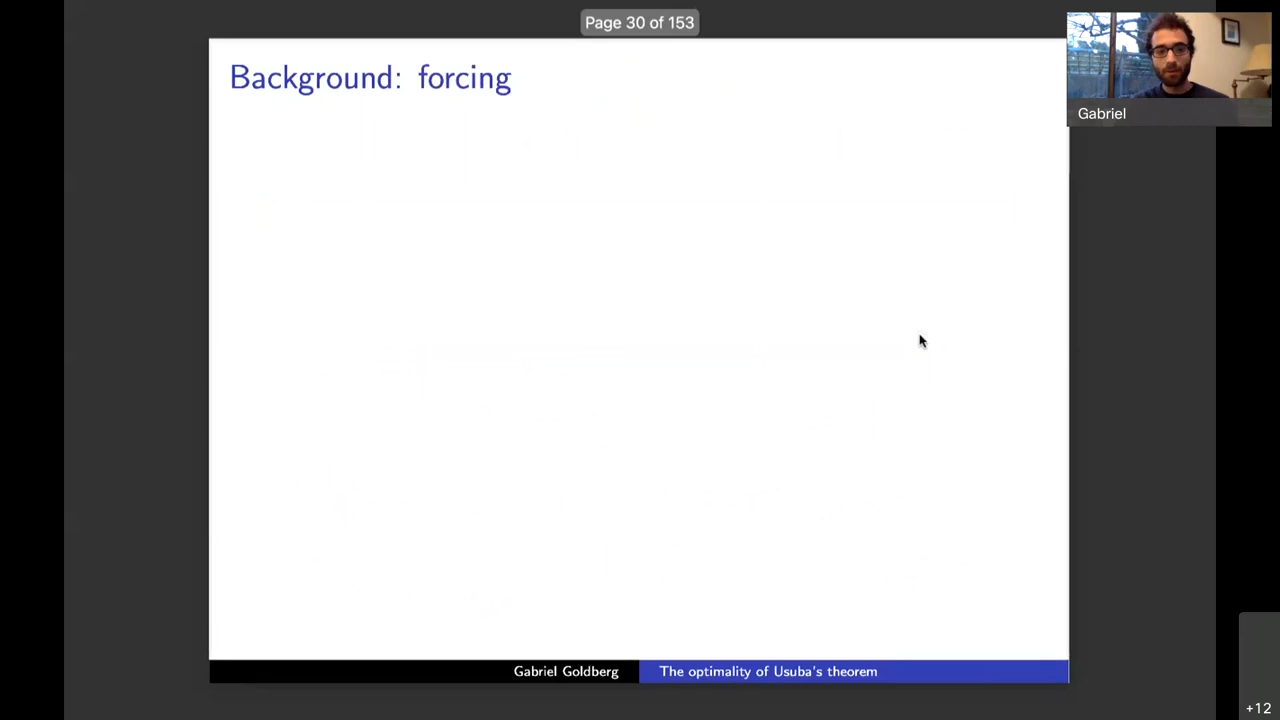 Page 30 of 153
Background: forcing
Gabriel
Gabriel Goldberg
The optimality of Usuba's theorem
+12